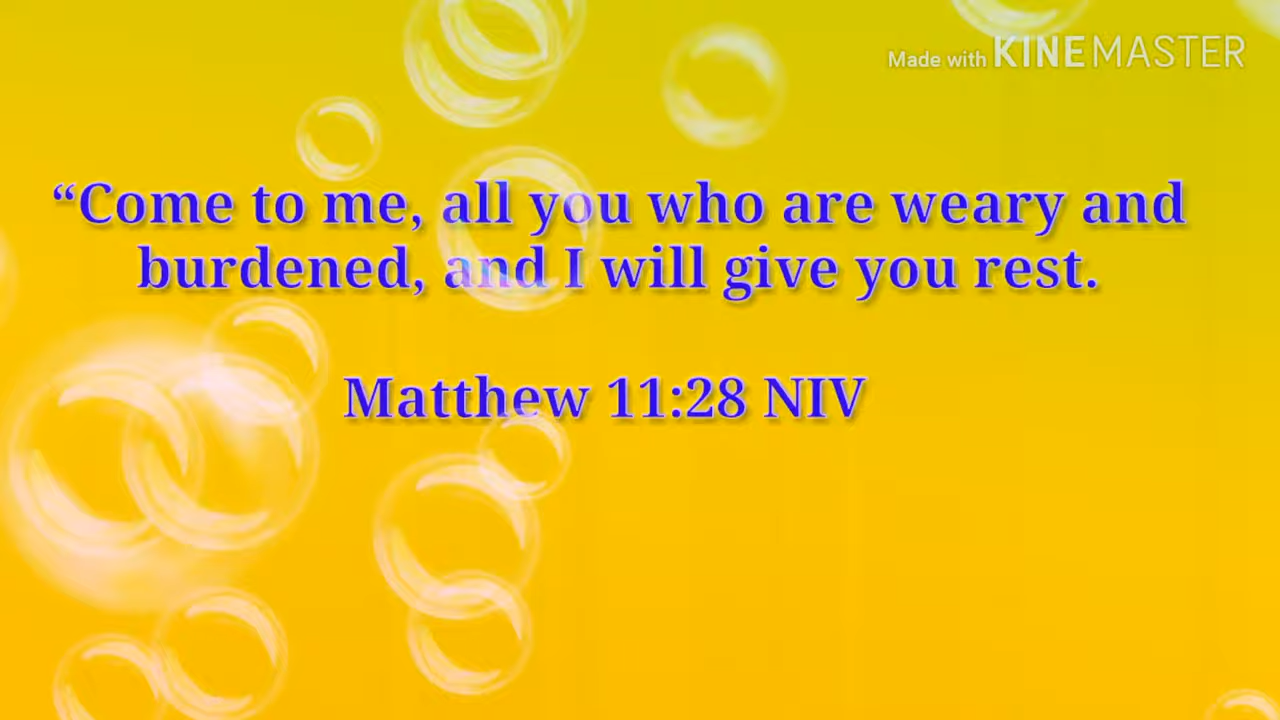 Made with KINEMASTER
“Come to me, all you who are weary and
burdened, and I will give you rest.
Matthew 11:28 NIV